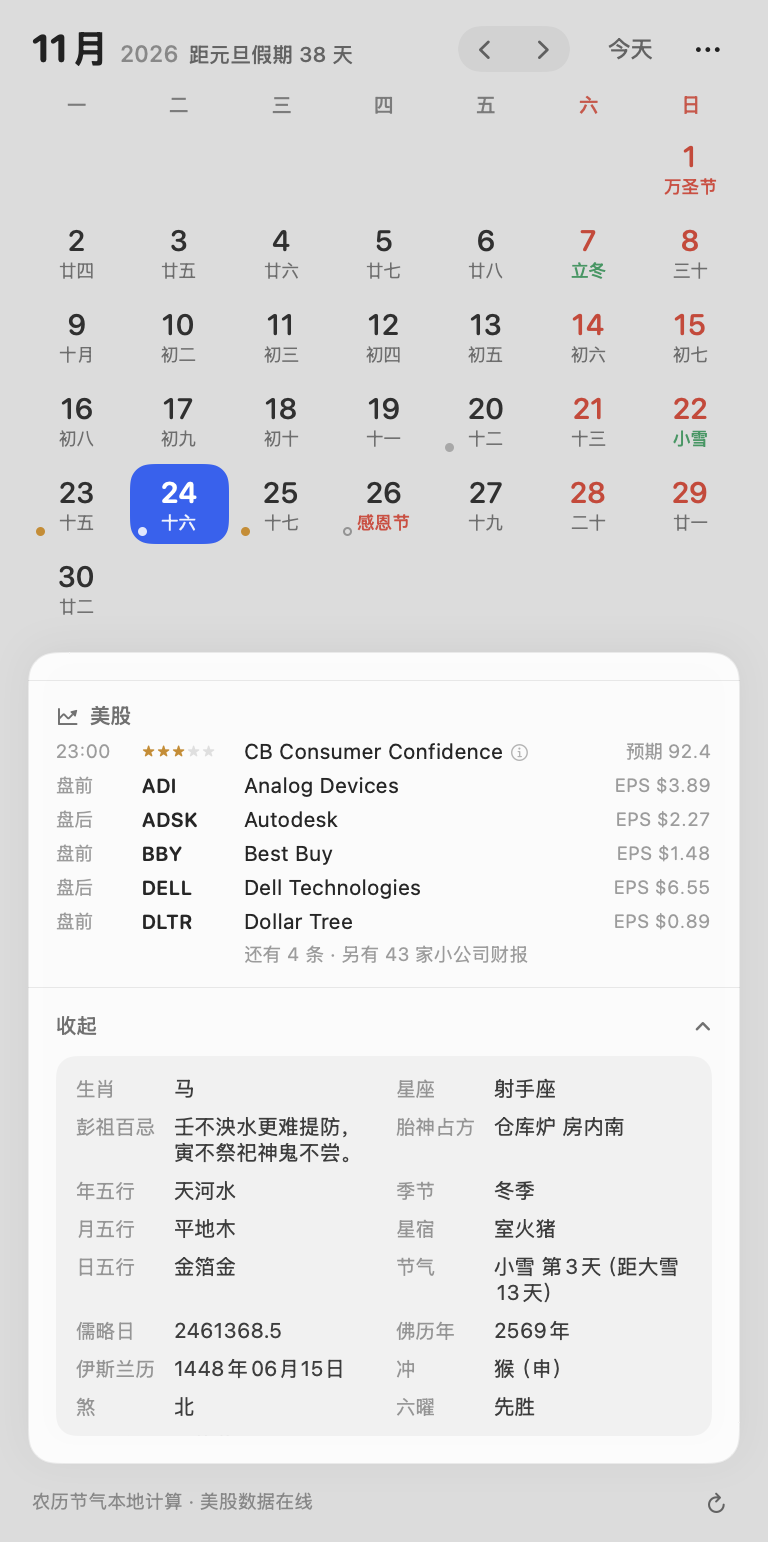 11月 2026 距元旦假期 38 天 今天
一 二 三 四 五 六 日
1
万圣节
2 3 4 5 6 7 8
廿四 廿五 廿六 廿七 廿八 立冬 三十
9 10 11 12 13 14 15
十月 初二 初三 初四 初五 初六 初七
16 17 18 19 20 21 22
初八 初九 初十 十一 十二 十三 小雪
23 24 25 26 27 28 29
十五 十六 十七 感恩节 十九 二十 廿一
30
廿二
美股
23:00 ★★★★★ CB Consumer Confidence 预期 92.4
盘前 ADI Analog Devices EPS $3.89
盘后 ADSK Autodesk EPS $2.27
盘前 BBY Best Buy EPS $1.48
盘后 DELL Dell Technologies EPS $6.55
盘前 DLTR Dollar Tree EPS $0.89
还有 4 条 · 另有 43 家小公司财报
收起
生肖 马 星座 射手座
彭祖百忌 壬不泱水更难提防, 胎神占方 仓库炉 房内南
寅不祭祀神鬼不尝。
年五行 天河水 季节 冬季
月五行 平地木 星宿 室火猪
日五行 金箔金 节气 小雪 第3天 (距大雪
13天)
儒略日 2461368.5 佛历年 2569年
伊斯兰历 1448年06月15日 冲 猴 (申)
煞 北 六曜 先胜
农历节气本地计算 · 美股数据在线